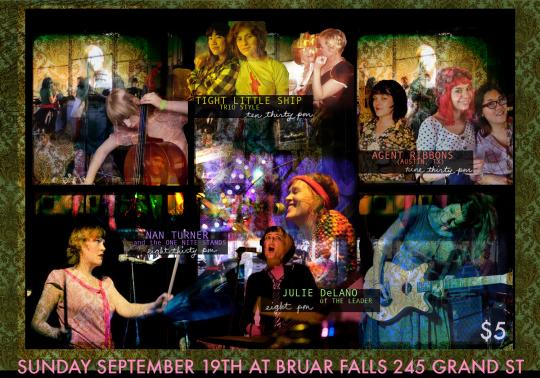 TIGHT LITTLE SHIP
TRIO STYLE
ten thirty pm
AGENT RIBBONS
(AUSTIN, TX)
nine thirty pm
NAN TURNER
and the ONE NITE STANDS
eight thirty pm
JULIE DeLANO
of THE LEADER
eight pm
$5
SUNDAY SEPTEMBER 19TH AT BRUAR FALLS 245 GRAND ST